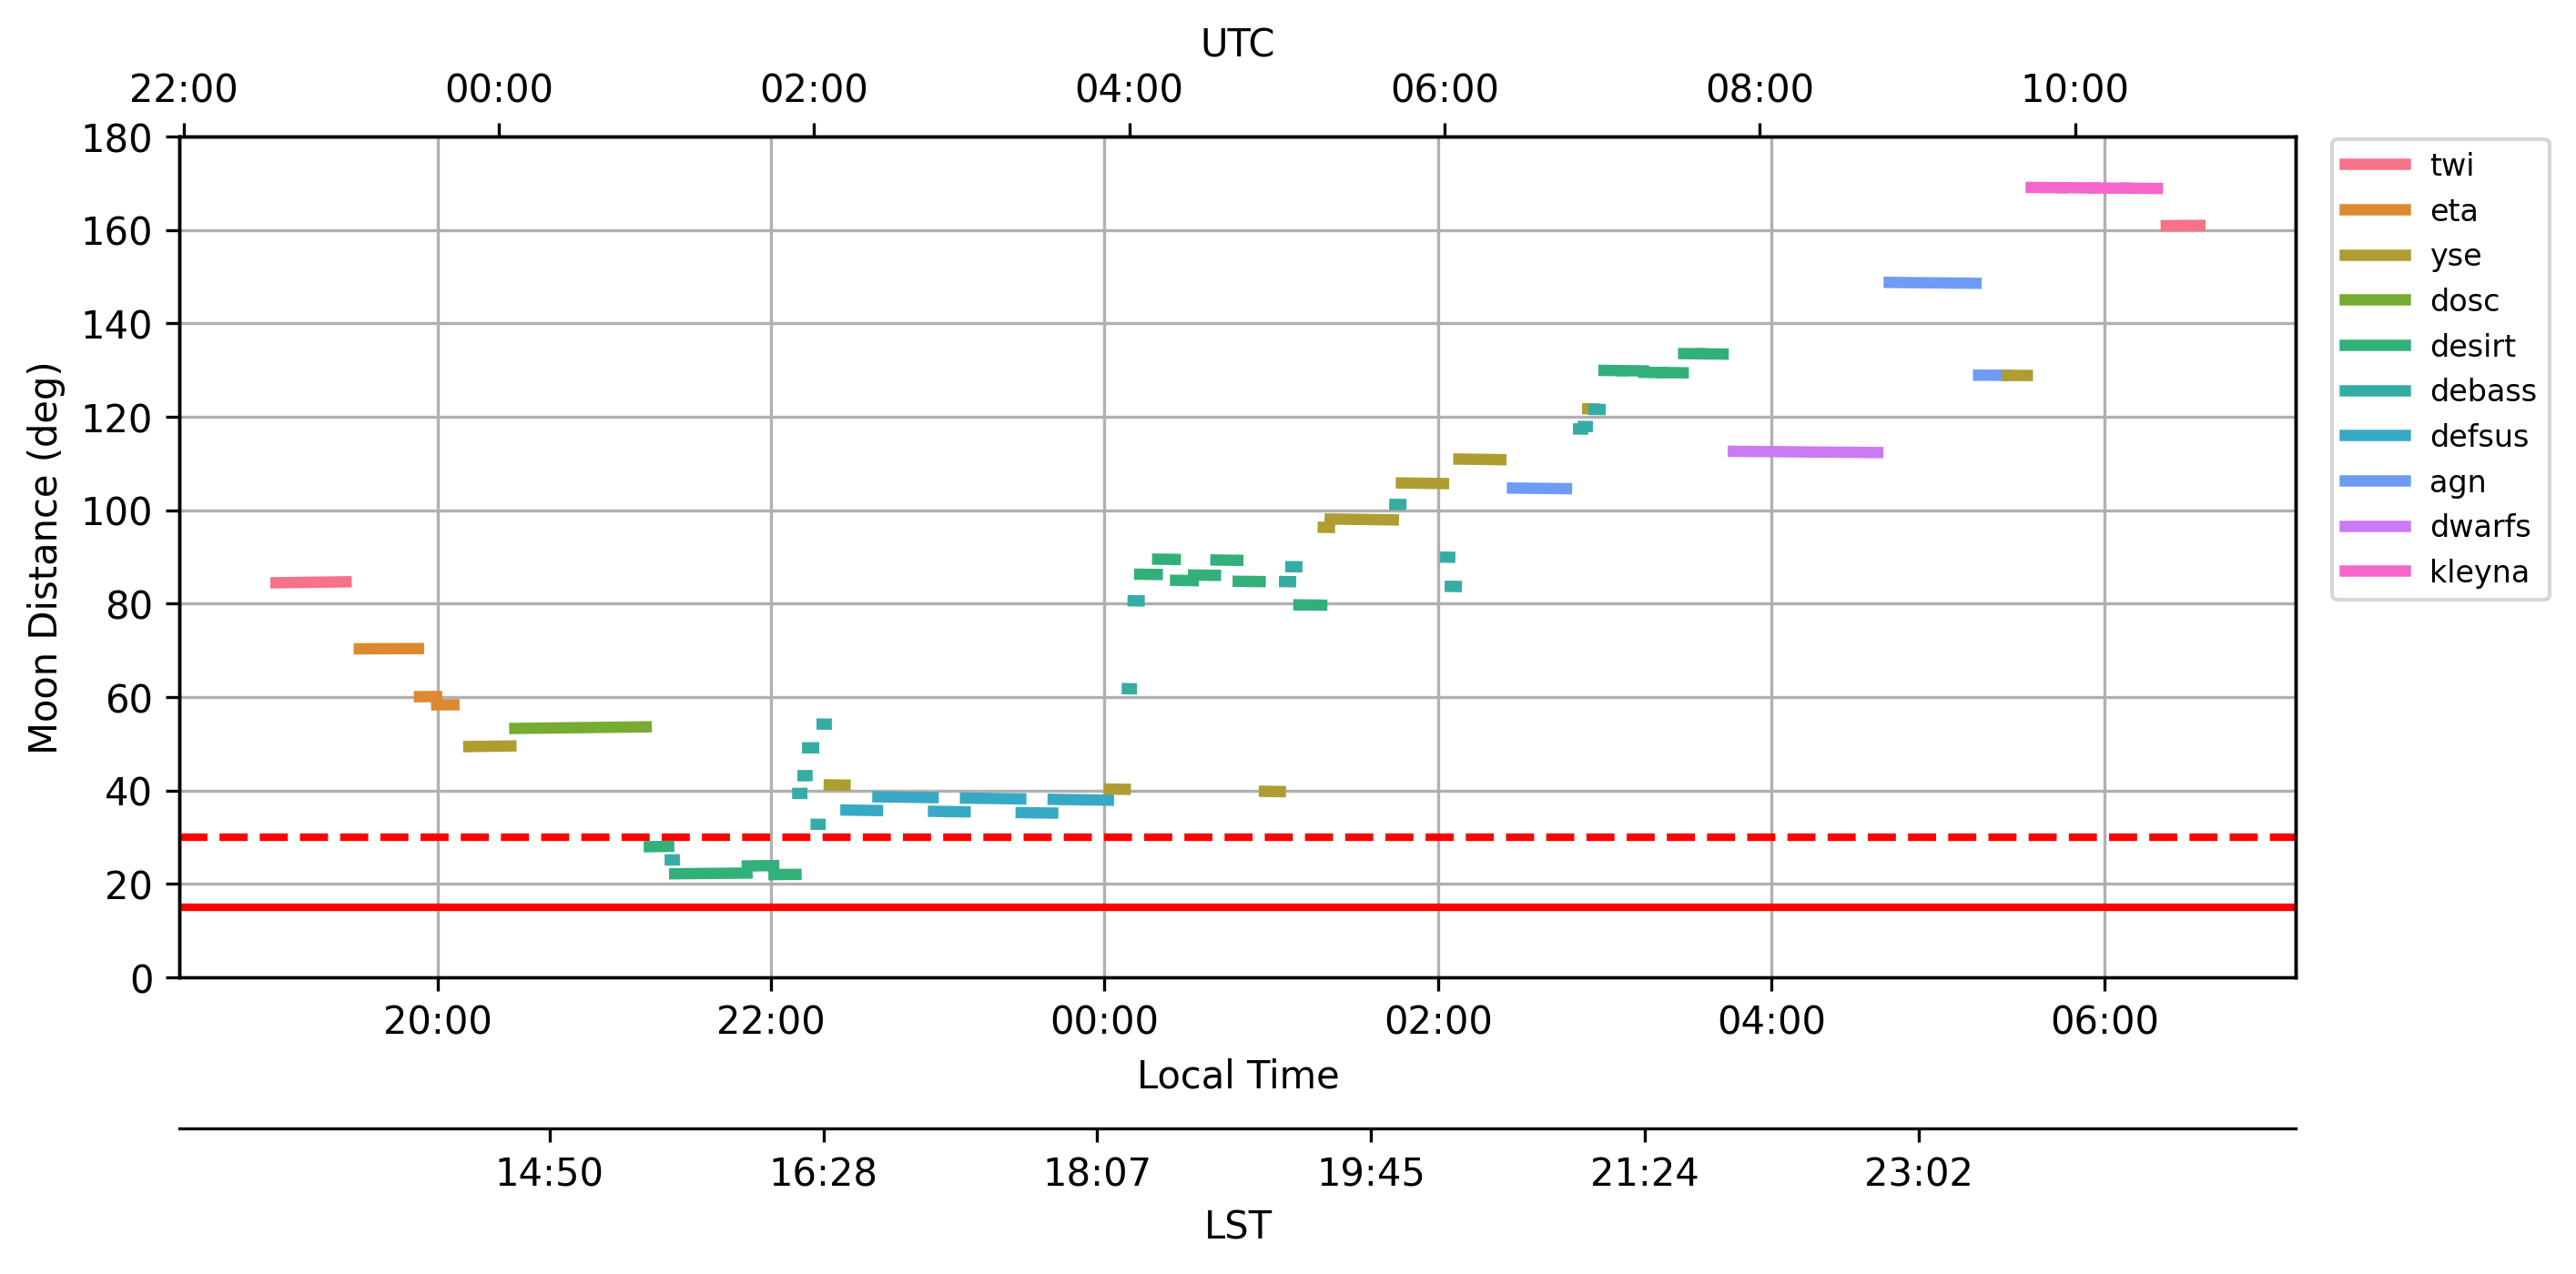 UTC
22:00 00:00 02:00 04:00 06:00 08:00 10:00
180
160
140
120
100
80
60
40
20
0
Moon Distance (deg)
20:00 22:00 00:00 02:00 04:00 06:00
Local Time
14:50 16:28 18:07 19:45 21:24 23:02
LST
twi
eta
yse
dosc
desirt
debass
defsus
agn
dwarfs
kleyna